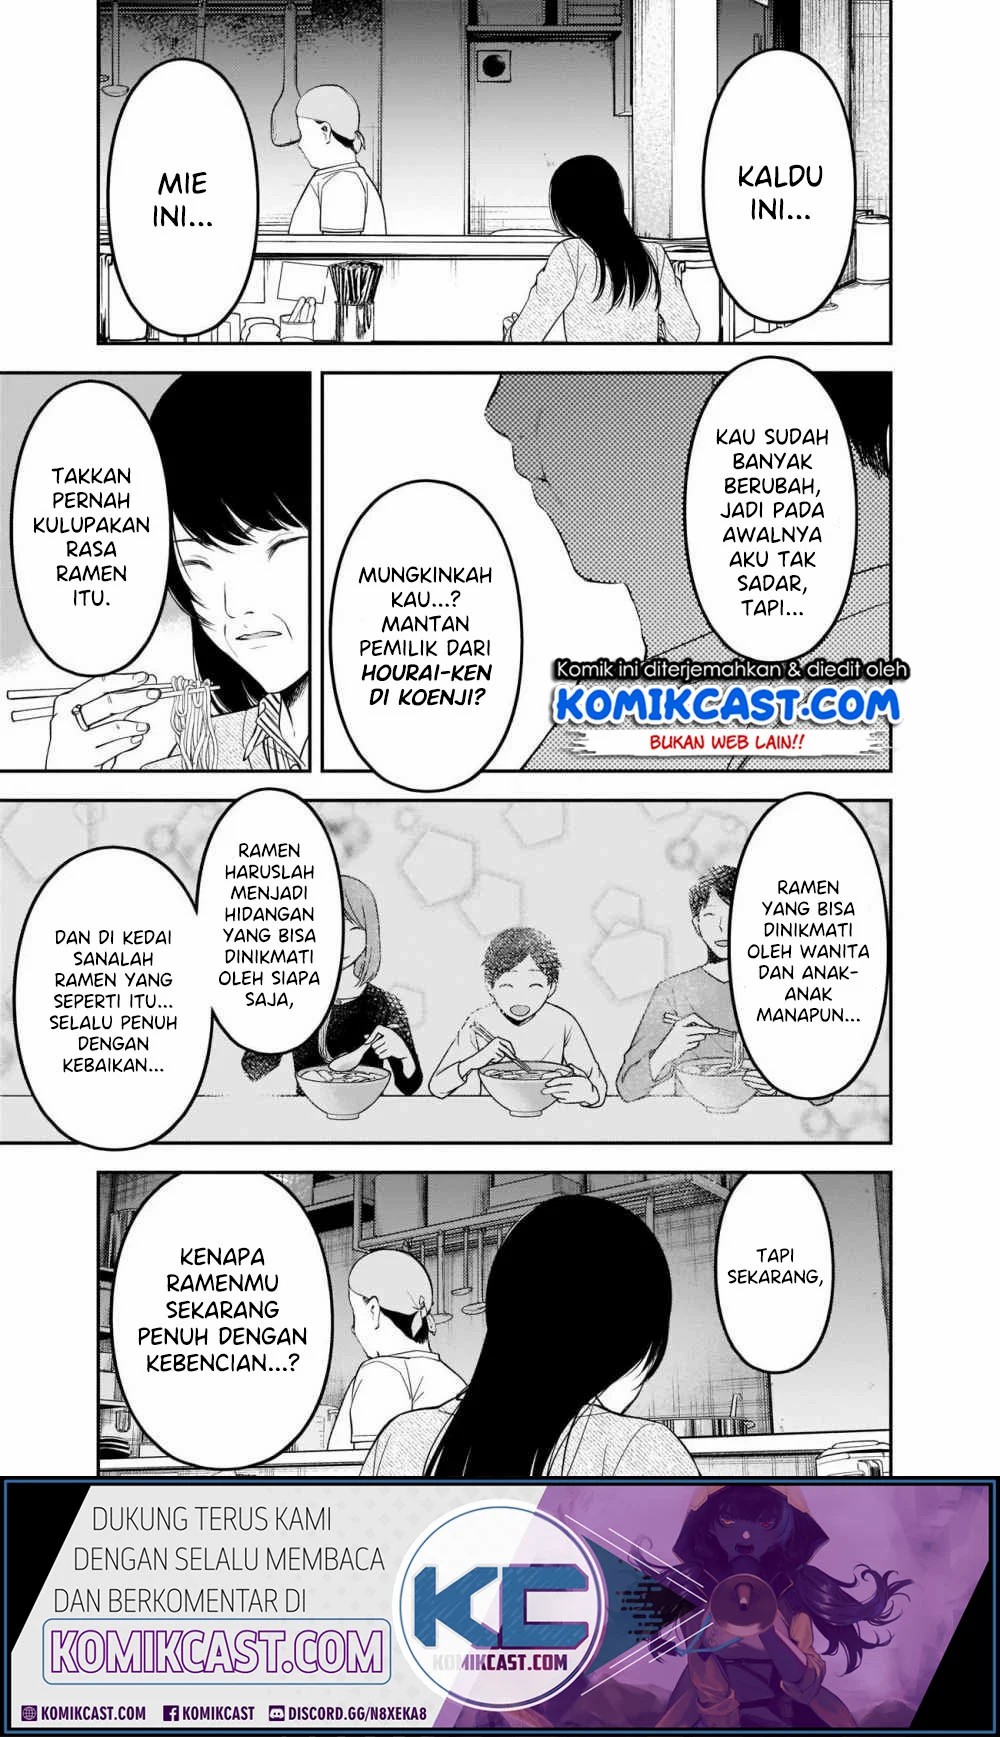 KALDU
INI...
MIE
INI...
KAU SUDAH
BANYAK
BERUBAH,
JADI PADA
AWALNYA
AKU TAK
SADAR,
TAPI...
MUNGKINKAH
KAU...?
MANTAN
PEMILIK DARI
HOURAI-KEN
DI KOENJI?
Komik ini diterjemahkan & diedit oleh
KOMIKCAST.COM
BUKAN WEB LAIN!!
TAKKAN
PERNAH
KULUPAKAN
RASA
RAMEN
ITU.
RAMEN
YANG BISA
DINIKMATI
OLEH WANITA
DAN ANAK-
ANAK
MANAPUN...
RAMEN
HARUSLAH
MENJADI
HIDANGAN
YANG BISA
DINIKMATI
OLEH SIAPA
SAJA,
DAN DI KEDAI
SANALAH
RAMEN YANG
SEPERTI ITU...
SELALU PENUH
DENGAN
KEBAIKAN...
TAPI
SEKARANG,
KENAPA
RAMENMU
SEKARANG
PENUH DENGAN
KEBENCIAN...?
DUKUNG TERUS KAMI
DENGAN SELALU MEMBACA
DAN BERKOMENTAR DI
KOMIKCAST.COM
KOMIKCAST.COM KOMIKCAST DISCORD.GG/N8XEKA8
KC
KOMIKCAST.COM